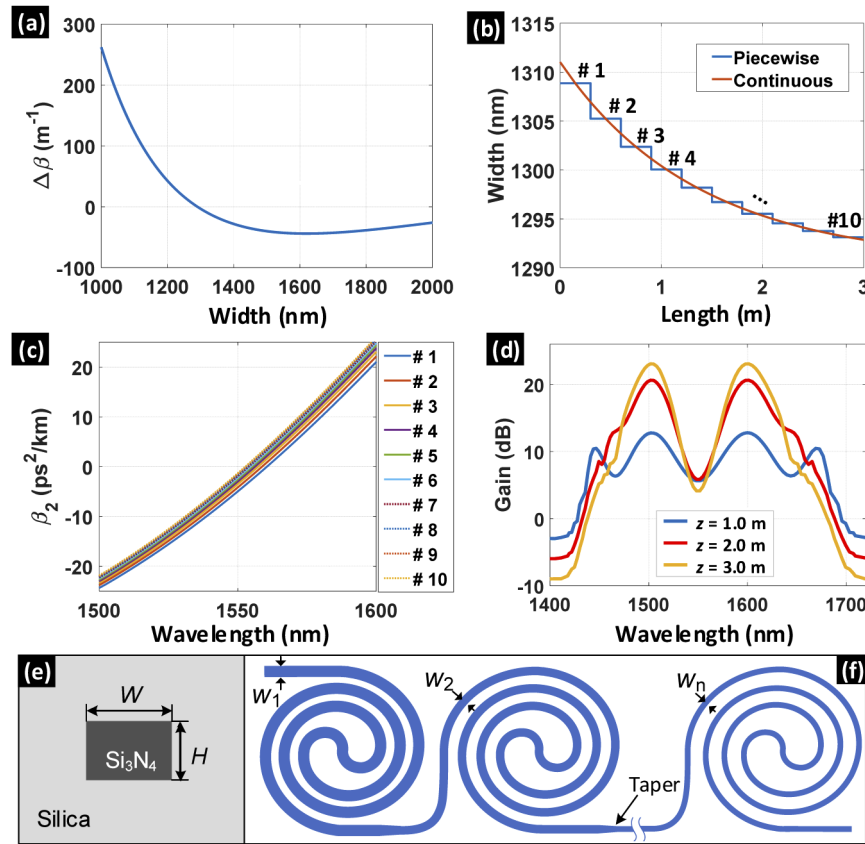 (a)
Δβ (m⁻¹)
300
200
100
0
-100
1000 1200 1400 1600 1800 2000
Width (nm)
(b)
Width (nm)
1315
1310
1305
1300
1295
1290
Piecewise
Continuous
# 1
# 2
# 3
# 4
...
#10
0 1 2 3
Length (m)
(c)
β₂ (ps²/km)
20
10
0
-10
-20
1500 1550 1600
Wavelength (nm)
# 1
# 2
# 3
# 4
# 5
# 6
# 7
# 8
# 9
# 10
(d)
Gain (dB)
20
10
0
-10
z = 1.0 m
z = 2.0 m
z = 3.0 m
1400 1500 1600 1700
Wavelength (nm)
(e)
W
H
Si₃N₄
Silica
(f)
w₁
w₂
wₙ
Taper